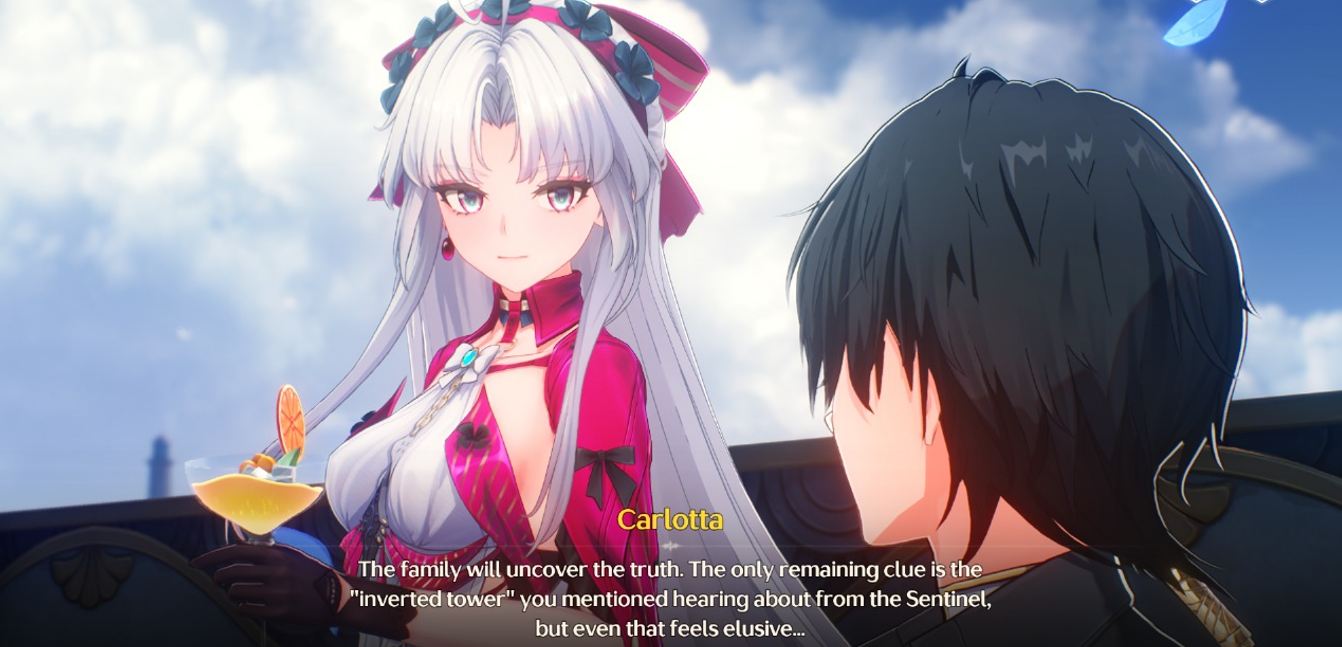 Carlotta
The family will uncover the truth. The only remaining clue is the
"inverted tower" you mentioned hearing about from the Sentinel,
but even that feels elusive...